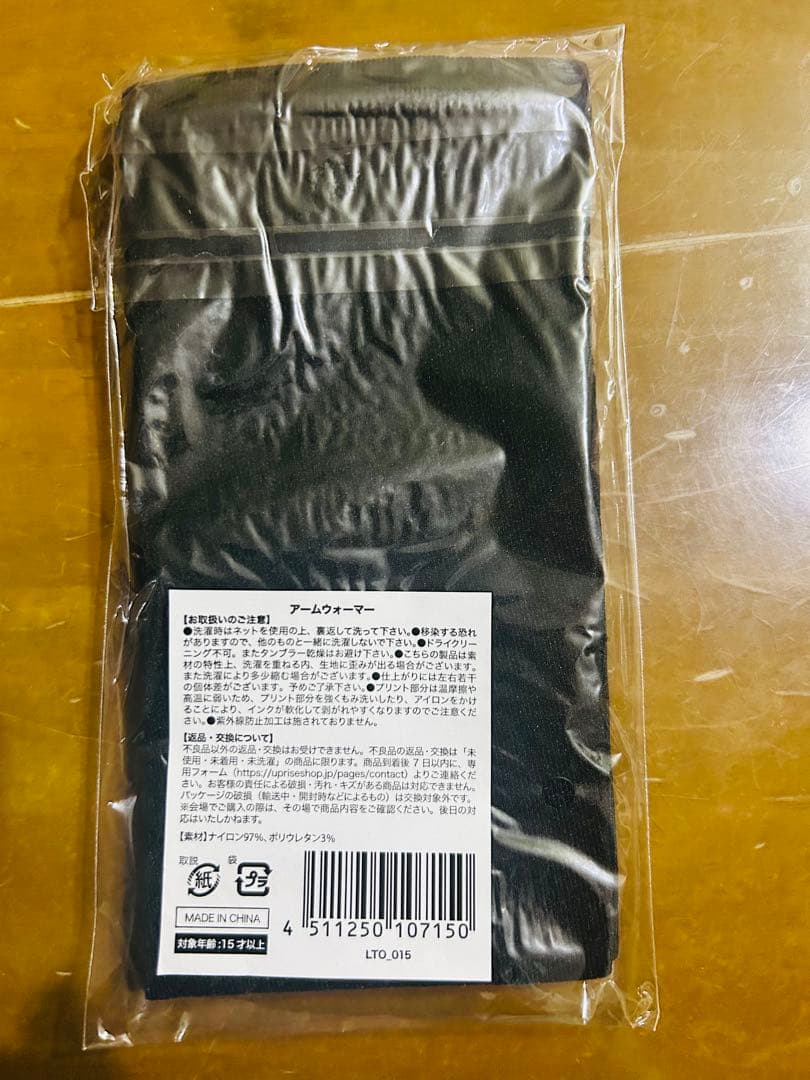 アームウォーマー
【お取扱いのご注意】
●洗濯時はネットを使用の上、裏返して洗って下さい。●移染する恐れ
がありますので、他のものと一緒に洗濯しないで下さい。●ドライクリー
ニング不可。またタンブラー乾燥はお避け下さい。●こちらの製品は素
材の特性上、洗濯を重ねる内、生地に歪みが出る場合がございます。
また洗濯により多少縮む場合がございます。●仕上がりには左右若干
の個体差がございます。予めご了承下さい。●プリント部分は温摩擦や
高温に弱いため、プリント部分を強くもみ洗いしたり、アイロンをかけ
ることにより、インクが軟化して剥がれやすくなりますのでご注意くださ
い。●紫外線防止加工は施されておりません。
【返品・交換について】
不良品以外の返品・交換はお受けできません。不良品の返品・交換は「未
使用・未着用・未洗濯」の商品に限ります。商品到着後 7 日以内に、専
用フォーム（https://upriseshop.jp/pages/contact）よりご連絡くださ
い。お客様の責任による破損・汚れ・キズがある商品は対応できません。
パッケージの破損（輸送中・開封時などによるもの）は交換対象外です。
※会場でご購入の際は、その場で商品内容をご確認ください。後日の対
応はいたしかねます。
【素材】ナイロン97%、ポリウレタン3%
取説 袋
紙 プラ
MADE IN CHINA
対象年齢:15才以上
4 511250 107150
LTO_015